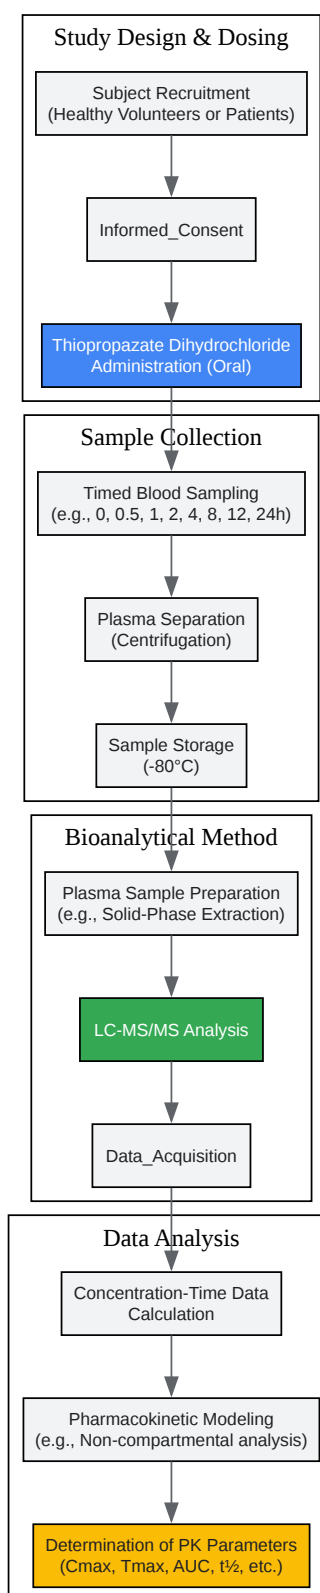 Study Design & Dosing
Subject Recruitment
(Healthy Volunteers or Patients)
Informed_Consent
Thiopropazate Dihydrochloride
Administration (Oral)
Sample Collection
Timed Blood Sampling
(e.g., 0, 0.5, 1, 2, 4, 8, 12, 24h)
Plasma Separation
(Centrifugation)
Sample Storage
(-80°C)
Bioanalytical Method
Plasma Sample Preparation
(e.g., Solid-Phase Extraction)
LC-MS/MS Analysis
Data_Acquisition
Data Analysis
Concentration-Time Data
Calculation
Pharmacokinetic Modeling
(e.g., Non-compartmental analysis)
Determination of PK Parameters
(Cmax, Tmax, AUC, t½, etc.)